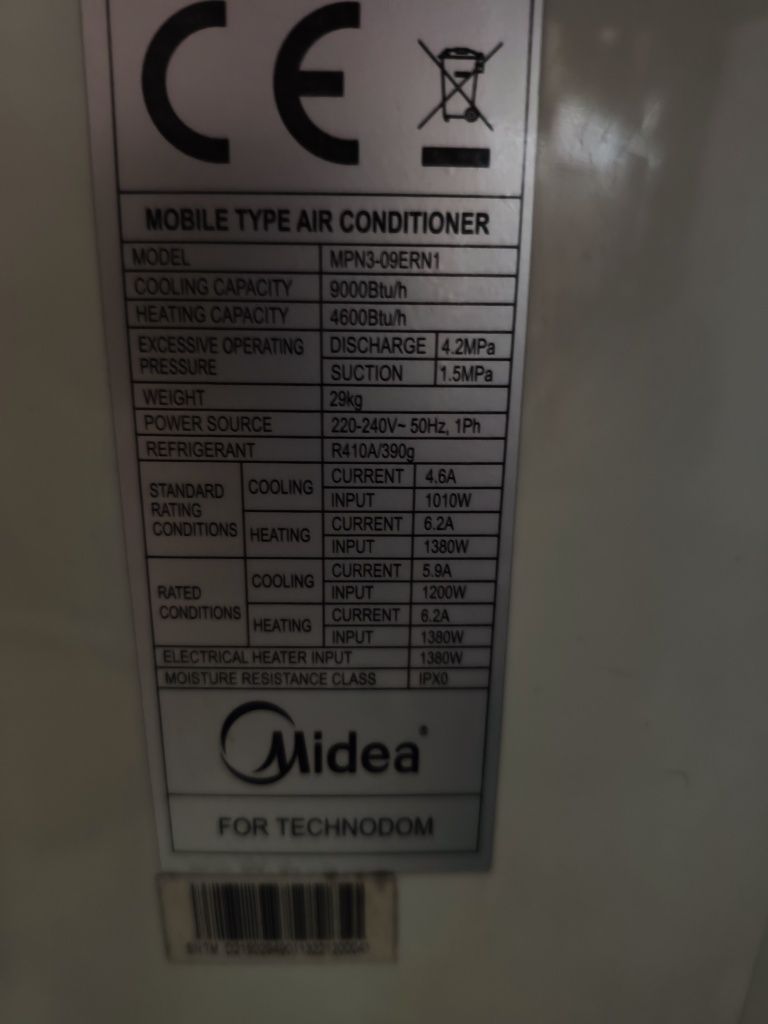 CE
MOBILE TYPE AIR CONDITIONER
MODEL MPN3-09ERN1
COOLING CAPACITY 9000Btu/h
HEATING CAPACITY 4600Btu/h
EXCESSIVE OPERATING PRESSURE DISCHARGE 4.2MPa
SUCTION 1.5MPa
WEIGHT 29kg
POWER SOURCE 220-240V~ 50Hz, 1Ph
REFRIGERANT R410A/390g
STANDARD RATING CONDITIONS COOLING CURRENT 4.6A
INPUT 1010W
HEATING CURRENT 6.2A
INPUT 1380W
RATED CONDITIONS COOLING CURRENT 5.9A
INPUT 1200W
HEATING CURRENT 6.2A
INPUT 1380W
ELECTRICAL HEATER INPUT 1380W
MOISTURE RESISTANCE CLASS IPX0
Midea®
FOR TECHNODOM